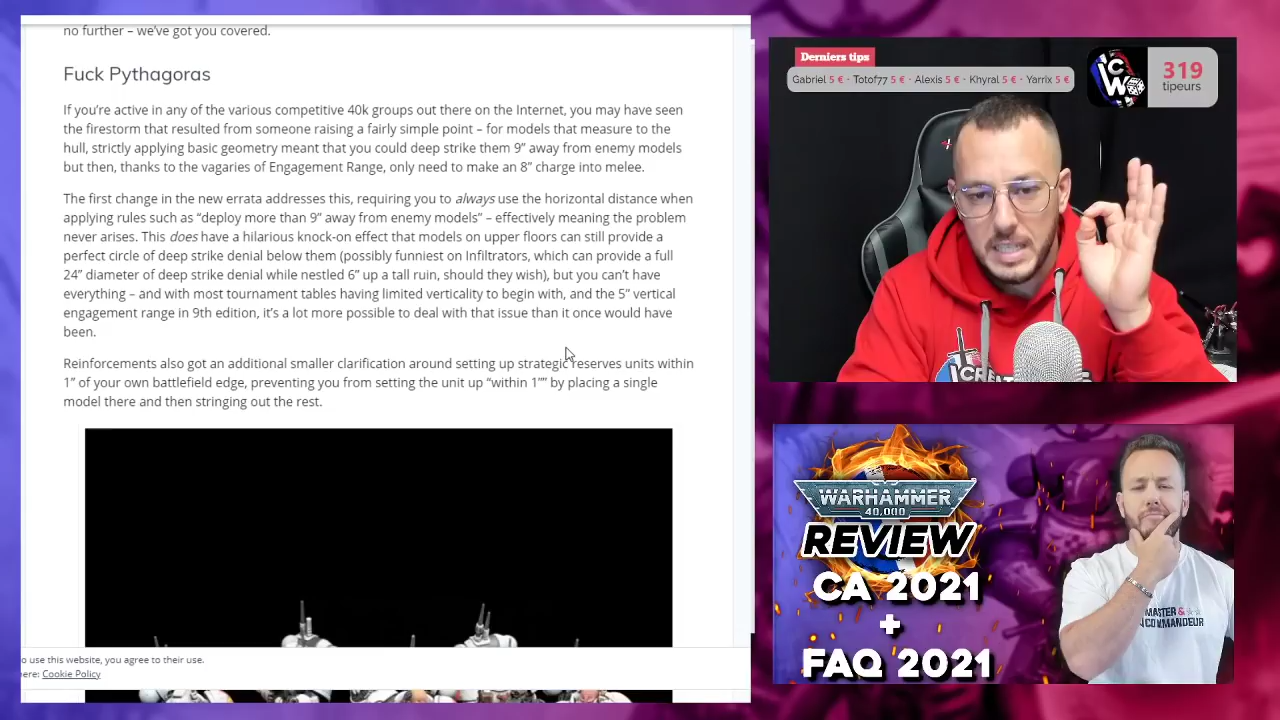 no further – we've got you covered.
Fuck Pythagoras
If you're active in any of the various competitive 40k groups out there on the Internet, you may have seen
the firestorm that resulted from someone raising a fairly simple point – for models that measure to the
hull, strictly applying basic geometry meant that you could deep strike them 9” away from enemy models
but then, thanks to the vagaries of Engagement Range, only need to make an 8” charge into melee.
The first change in the new errata addresses this, requiring you to always use the horizontal distance when
applying rules such as “deploy more than 9” away from enemy models” – effectively meaning the problem
never arises. This does have a hilarious knock-on effect that models on upper floors can still provide a
perfect circle of deep strike denial below them (possibly funniest on Infiltrators, which can provide a full
24” diameter of deep strike denial while nestled 6” up a tall ruin, should they wish), but you can't have
everything – and with most tournament tables having limited verticality to begin with, and the 5” vertical
engagement range in 9th edition, it's a lot more possible to deal with that issue than it once would have
been.
Reinforcements also got an additional smaller clarification around setting up strategic reserves units within
1” of your own battlefield edge, preventing you from setting the unit up “within 1”” by placing a single
model there and then stringing out the rest.
o use this website, you agree to their use.
ere: Cookie Policy
Derniers tips
Gabriel 5 € - Totof77 5 € - Alexis 5 € - Khyral 5 € - Yarrix 5 €
CW
319
tipeurs
WARHAMMER
40,000
REVIEW
CA 2021
+
FAQ 2021
MASTER &
N COMMANDEUR